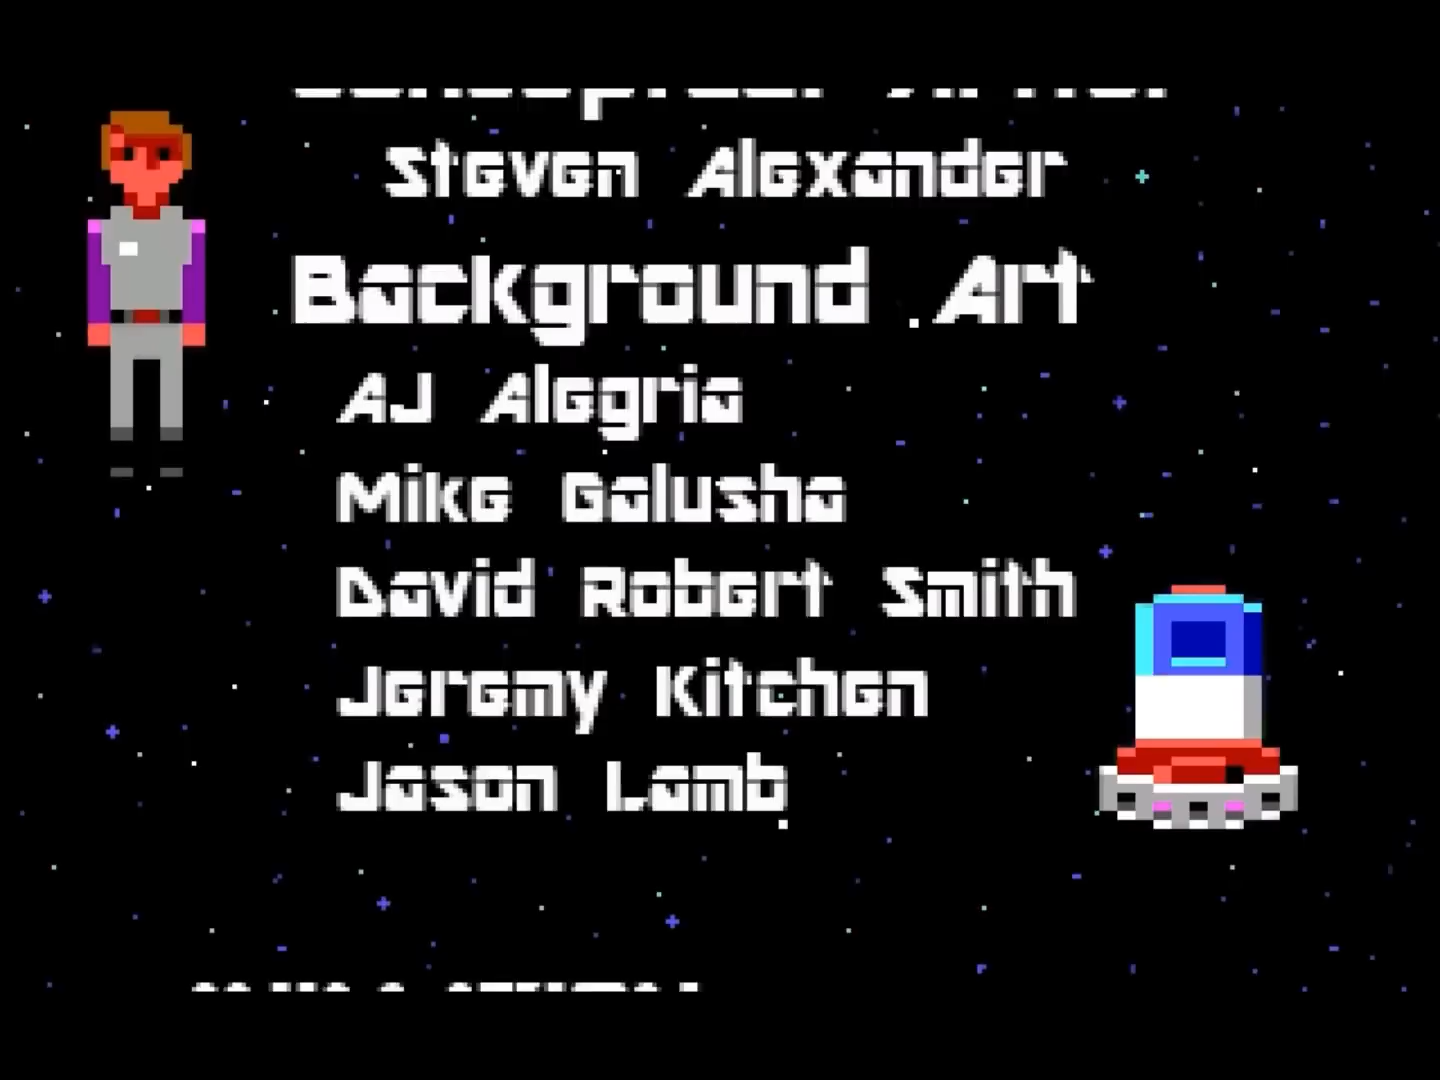 Steven Alexander
Background Art
AJ Alegria
Mike Galusha
David Robert Smith
Jeremy Kitchen
Jason Lamb